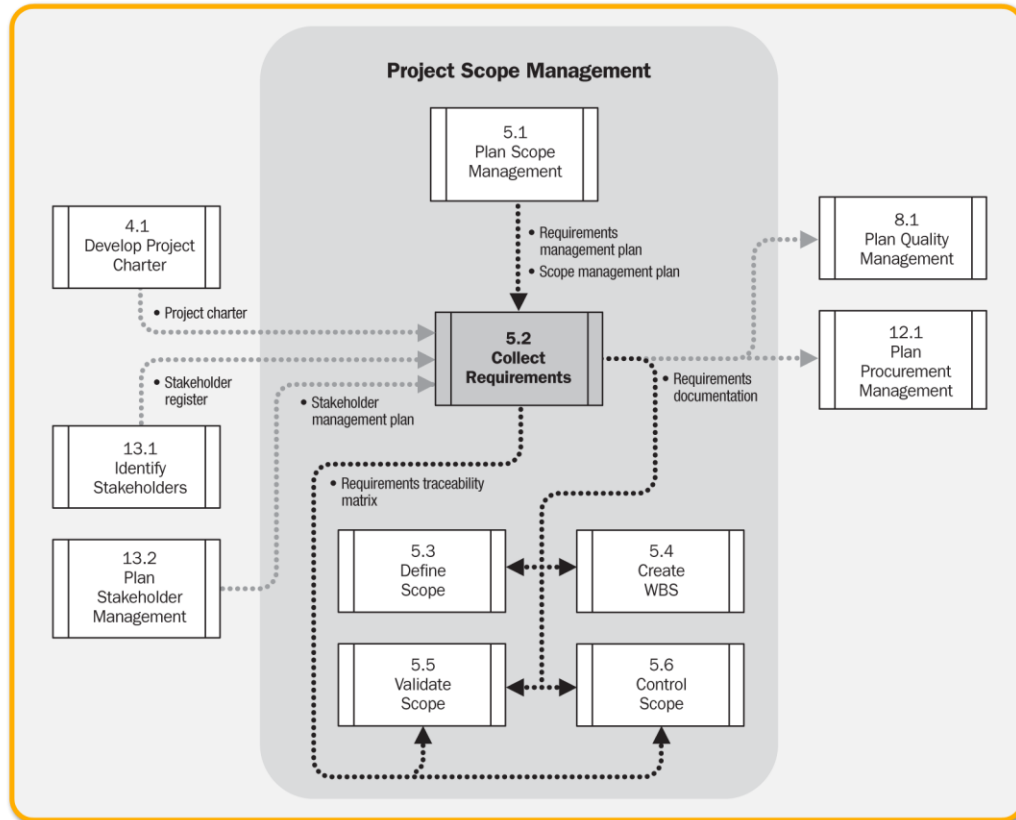 Project Scope Management
5.1
Plan Scope
Management
4.1
Develop Project
Charter
• Requirements
management plan
• Scope management plan
8.1
Plan Quality
Management
• Project charter
5.2
Collect
Requirements
12.1
Plan
Procurement
Management
• Stakeholder
register
• Stakeholder
management plan
• Requirements
documentation
13.1
Identify
Stakeholders
• Requirements traceability
matrix
13.2
Plan
Stakeholder
Management
5.3
Define
Scope
5.4
Create
WBS
5.5
Validate
Scope
5.6
Control
Scope